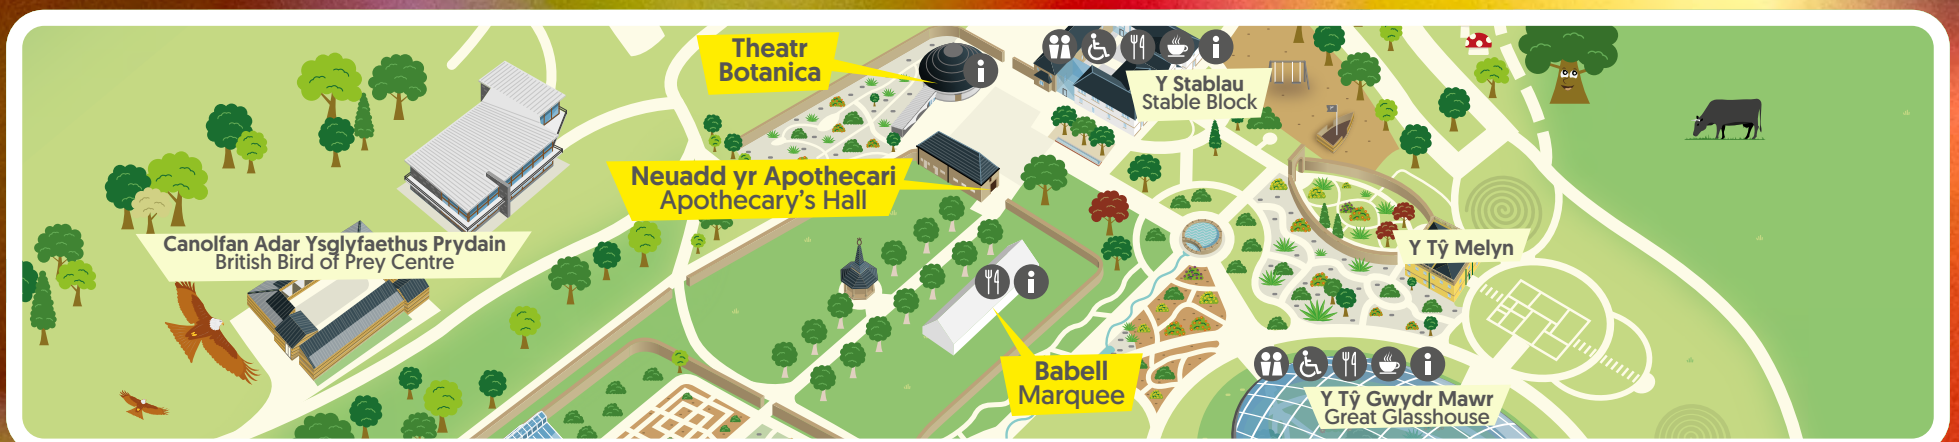 Theatr
Botanica
Y Stablau
Stable Block
Neuadd yr Apothecari
Apothecary's Hall
Canolfan Adar Ysglyfaethus Prydain
British Bird of Prey Centre
Y Tŷ Melyn
Babell
Marquee
Y Tŷ Gwydr Mawr
Great Glasshouse